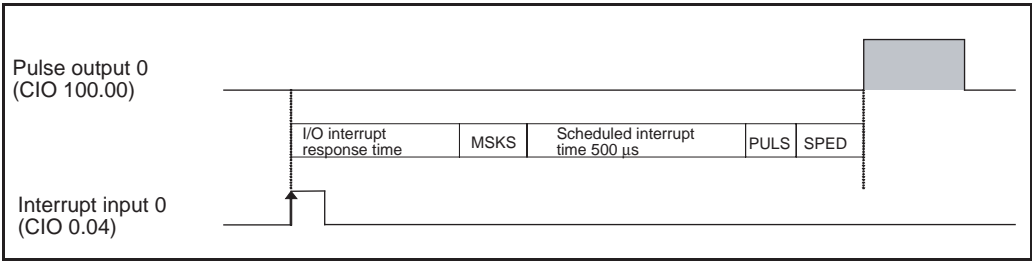 Pulse output 0
(CIO 100.00)
I/O interrupt
response time
MSKS
Scheduled interrupt
time 500 μs
PULS
SPED
Interrupt input 0
(CIO 0.04)